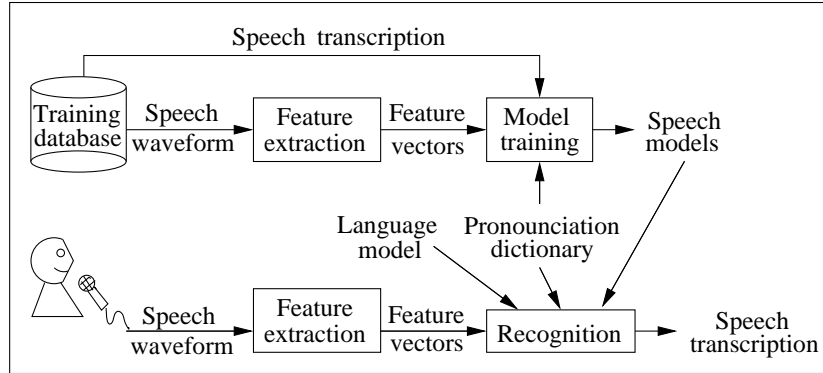 Speech transcription
Training
database
Speech
waveform
Feature
extraction
Feature
vectors
Model
training
Speech
models
Language
model
Pronounciation
dictionary
Speech
waveform
Feature
extraction
Feature
vectors
Recognition
Speech
transcription